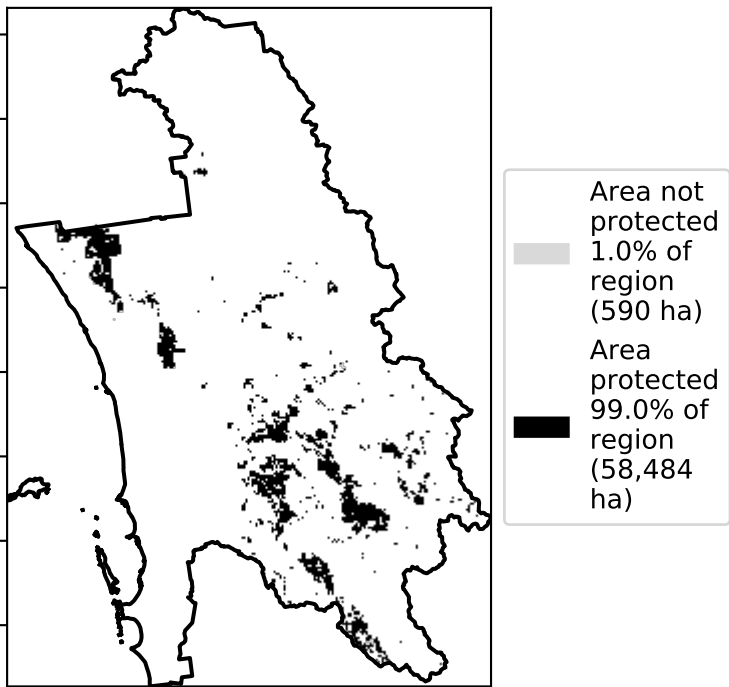 Area not
protected
1.0% of
region
(590 ha)
Area
protected
99.0% of
region
(58,484
ha)